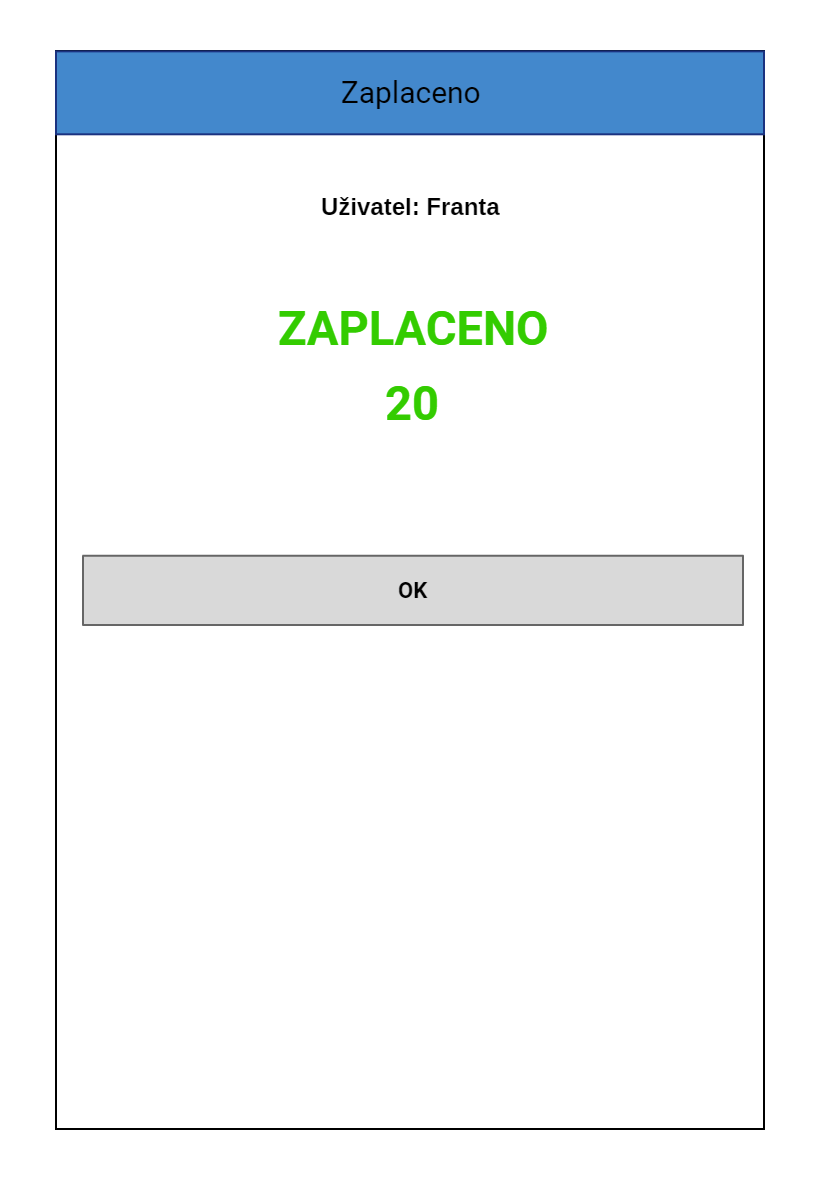 Zaplaceno
Uživatel: Franta
ZAPLACENO
20
OK